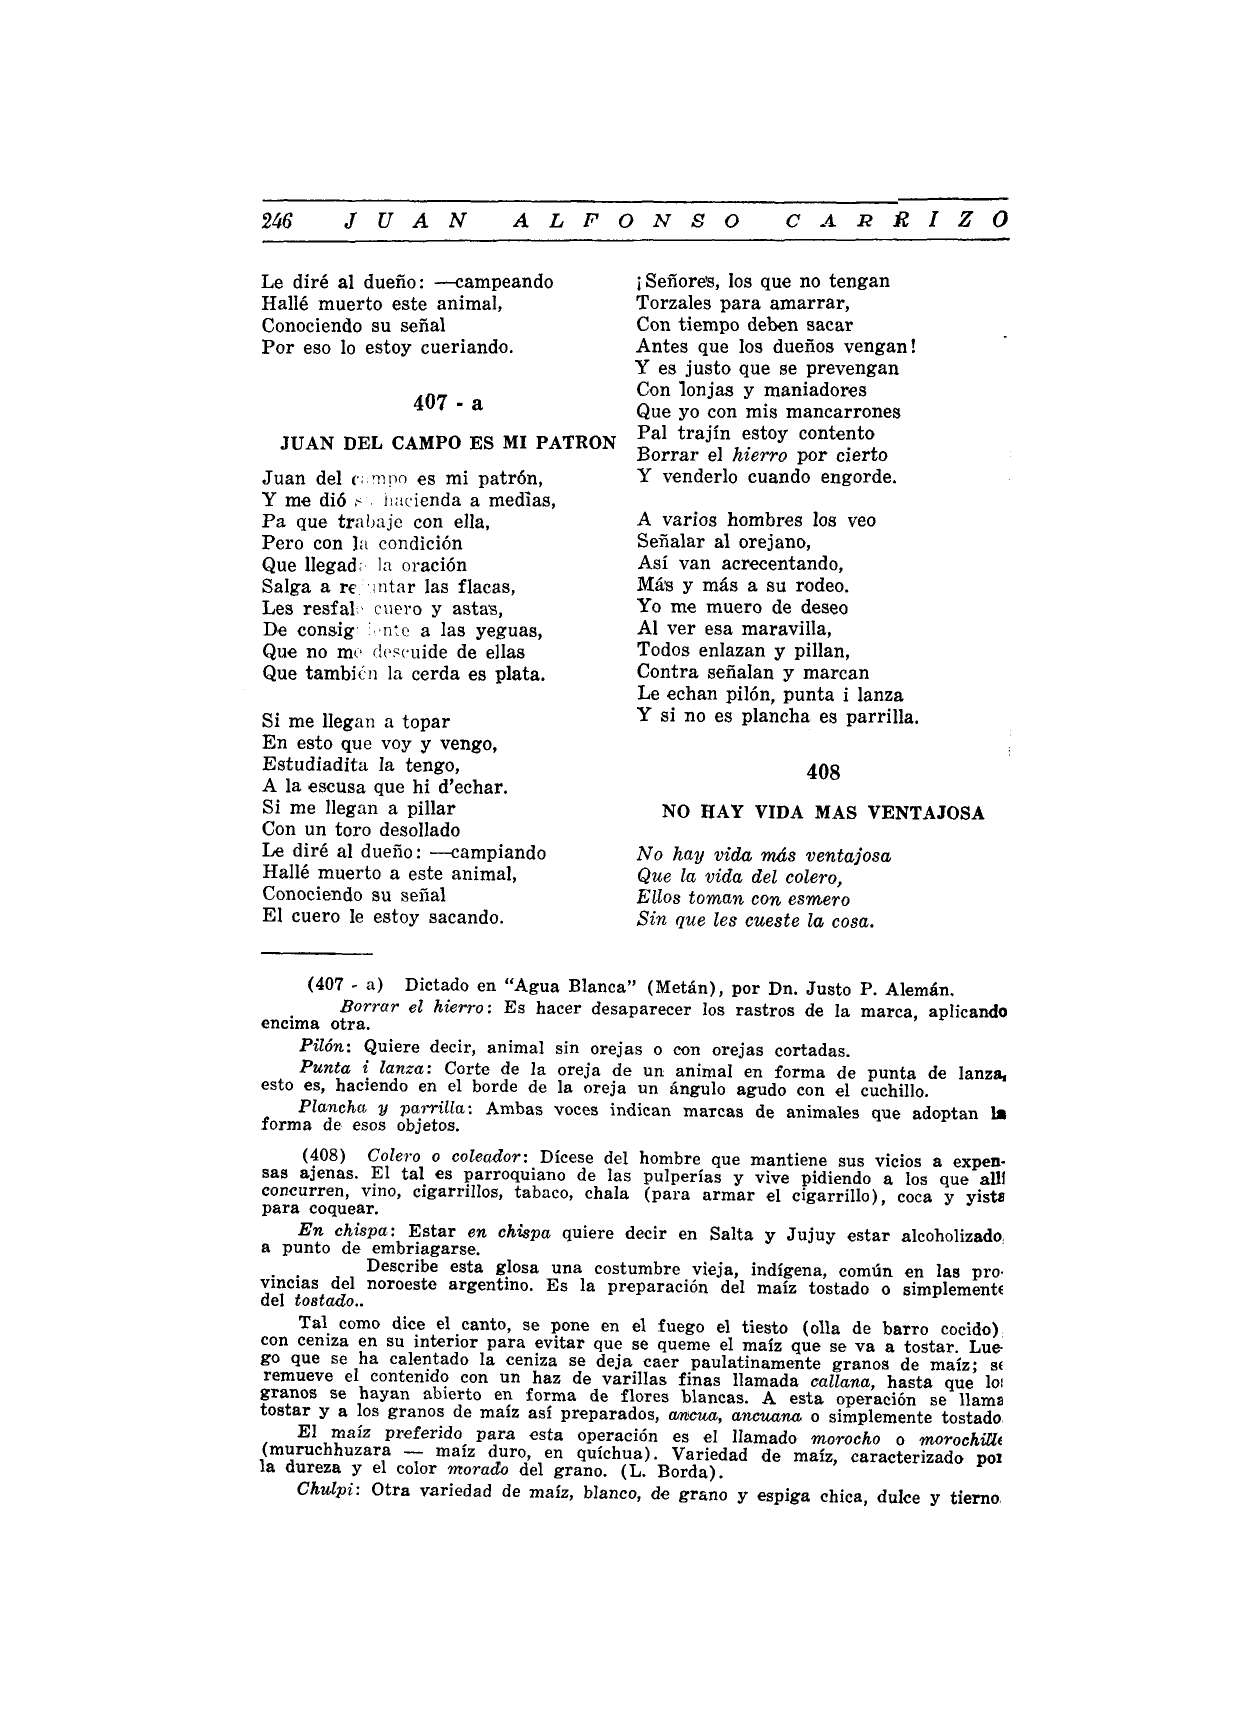 246 JUAN ALFONSO CARRIZO
Le diré al dueño: —campeando
Hallé muerto este animal,
Conociendo su señal
Por eso lo estoy cueriando.
407 - a
JUAN DEL CAMPO ES MI PATRON
Juan del campo es mi patrón,
Y me dió hacienda a medias,
Pa que trabaje con ella,
Pero con la condición
Que llegada la oración
Salga a las flacas,
Les cuero y astas,
De a las yeguas,
Que no me descuide de ellas
Que también la cerda es plata.
Si me llegan a topar
En esto que voy y vengo,
Estudiadita la tengo,
A la escusa que hi d'echar.
Si me llegan a pillar
Con un toro desollado
Le diré al dueño: —campiando
Hallé muerto a este animal,
Conociendo su señal
El cuero le estoy sacando.
¡Señores, los que no tengan
Torzales para amarrar,
Con tiempo deben sacar
Antes que los dueños vengan!
Y es justo que se prevengan
Con lonjas y maniadores
Que yo con mis mancarrones
Pal trajín estoy contento
Borrar el hierro por cierto
Y venderlo cuando engorde.
A varios hombres los veo
Señalar al orejano,
Así van acrecentando,
Más y más a su rodeo.
Yo me muero de deseo
Al ver esa maravilla,
Todos enlazan y pillan,
Contra señalan y marcan
Le echan pilón, punta i lanza
Y si no es plancha es parrilla.
408
NO HAY VIDA MAS VENTAJOSA
No hay vida más ventajosa
Que la vida del colero,
Ellos toman con esmero
Sin que les cueste la cosa.
(407 - a) Dictado en "Agua Blanca" (Metán), por Dn. Justo P. Alemán.
Borrar el hierro: Es hacer desaparecer los rastros de la marca, aplicando
encima otra.
Pilón: Quiere decir, animal sin orejas o con orejas cortadas.
Punta i lanza: Corte de la oreja de un animal en forma de punta de lanza,
esto es, haciendo en el borde de la oreja un ángulo agudo con el cuchillo.
Plancha y parrilla: Ambas voces indican marcas de animales que adoptan la
forma de esos objetos.
(408) Colero o coleador: Dícese del hombre que mantiene sus vicios a expen-
sas ajenas. El tal es parroquiano de las pulperías y vive pidiendo a los que allí
concurren, vino, cigarrillos, tabaco, chala (para armar el cigarrillo), coca y yista
para coquear.
En chispa: Estar en chispa quiere decir en Salta y Jujuy estar alcoholizado,
a punto de embriagarse.
Describe esta glosa una costumbre vieja, indígena, común en las pro-
vincias del noroeste argentino. Es la preparación del maíz tostado o simplemente
del tostado..
Tal como dice el canto, se pone en el fuego el tiesto (olla de barro cocido)
con ceniza en su interior para evitar que se queme el maíz que se va a tostar. Lue-
go que se ha calentado la ceniza se deja caer paulatinamente granos de maíz; se
remueve el contenido con un haz de varillas finas llamada callana, hasta que los
granos se hayan abierto en forma de flores blancas. A esta operación se llama
tostar y a los granos de maíz así preparados, ancua, ancuana o simplemente tostado
El maíz preferido para esta operación es el llamado morocho o morochillo
(muruchhuzara — maíz duro, en quíchua). Variedad de maíz, caracterizado por
la dureza y el color morado del grano. (L. Borda).
Chulpi: Otra variedad de maíz, blanco, de grano y espiga chica, dulce y tierno